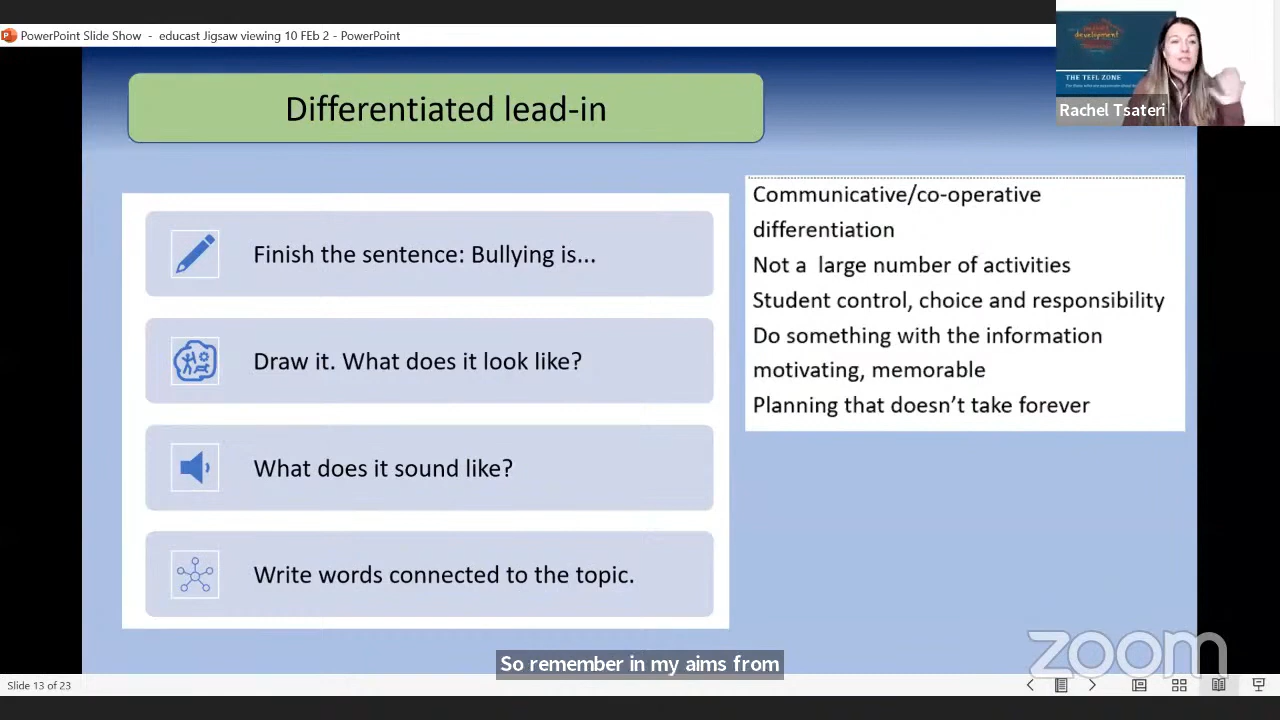 PowerPoint Slide Show - educast Jigsaw viewing 10 FEb 2 - PowerPoint
development
THE TEFL ZONE
Rachel Tsateri
Differentiated lead-in
Finish the sentence: Bullying is...
Draw it. What does it look like?
What does it sound like?
Write words connected to the topic.
Communicative/co-operative
differentiation
Not a  large number of activities
Student control, choice and responsibility
Do something with the information
motivating, memorable
Planning that doesn’t take forever
So remember in my aims from
zoom
Slide 13 of 23